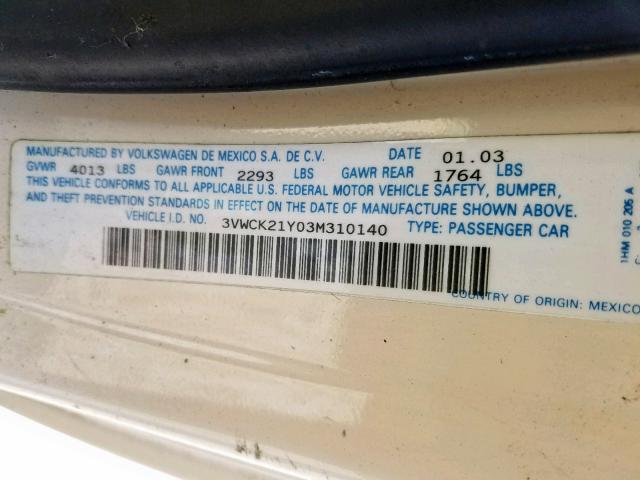 MANUFACTURED BY VOLKSWAGEN DE MEXICO S.A. DE C.V. DATE 01.03
GVWR 4013 LBS GAWR FRONT 2293 LBS GAWR REAR 1764 LBS
THIS VEHICLE CONFORMS TO ALL APPLICABLE U.S. FEDERAL MOTOR VEHICLE SAFETY, BUMPER,
AND THEFT PREVENTION STANDARDS IN EFFECT ON THE DATE OF MANUFACTURE SHOWN ABOVE.
VEHICLE I.D. NO. 3VWCK21Y03M310140 TYPE: PASSENGER CAR
COUNTRY OF ORIGIN: MEXICO
1HM 010 205 A